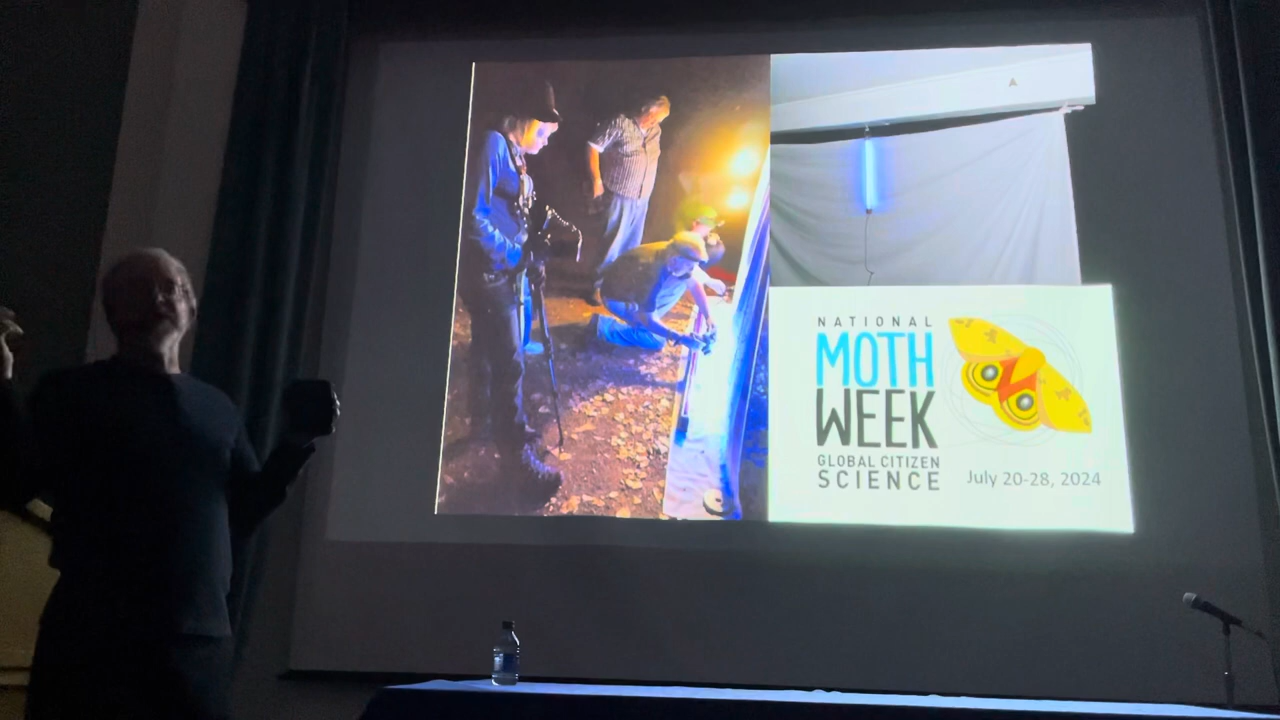 NATIONAL
MOTH
WEEK
GLOBAL CITIZEN
SCIENCE
July 20-28, 2024